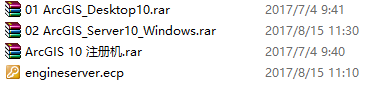 01 ArcGIS_Desktop10.rar 2017/7/4 9:41
02 ArcGIS_Server10_Windows.rar 2017/8/15 11:30
ArcGIS 10 注册机.rar 2017/7/4 9:40
engineserver.ecp 2017/8/15 11:10